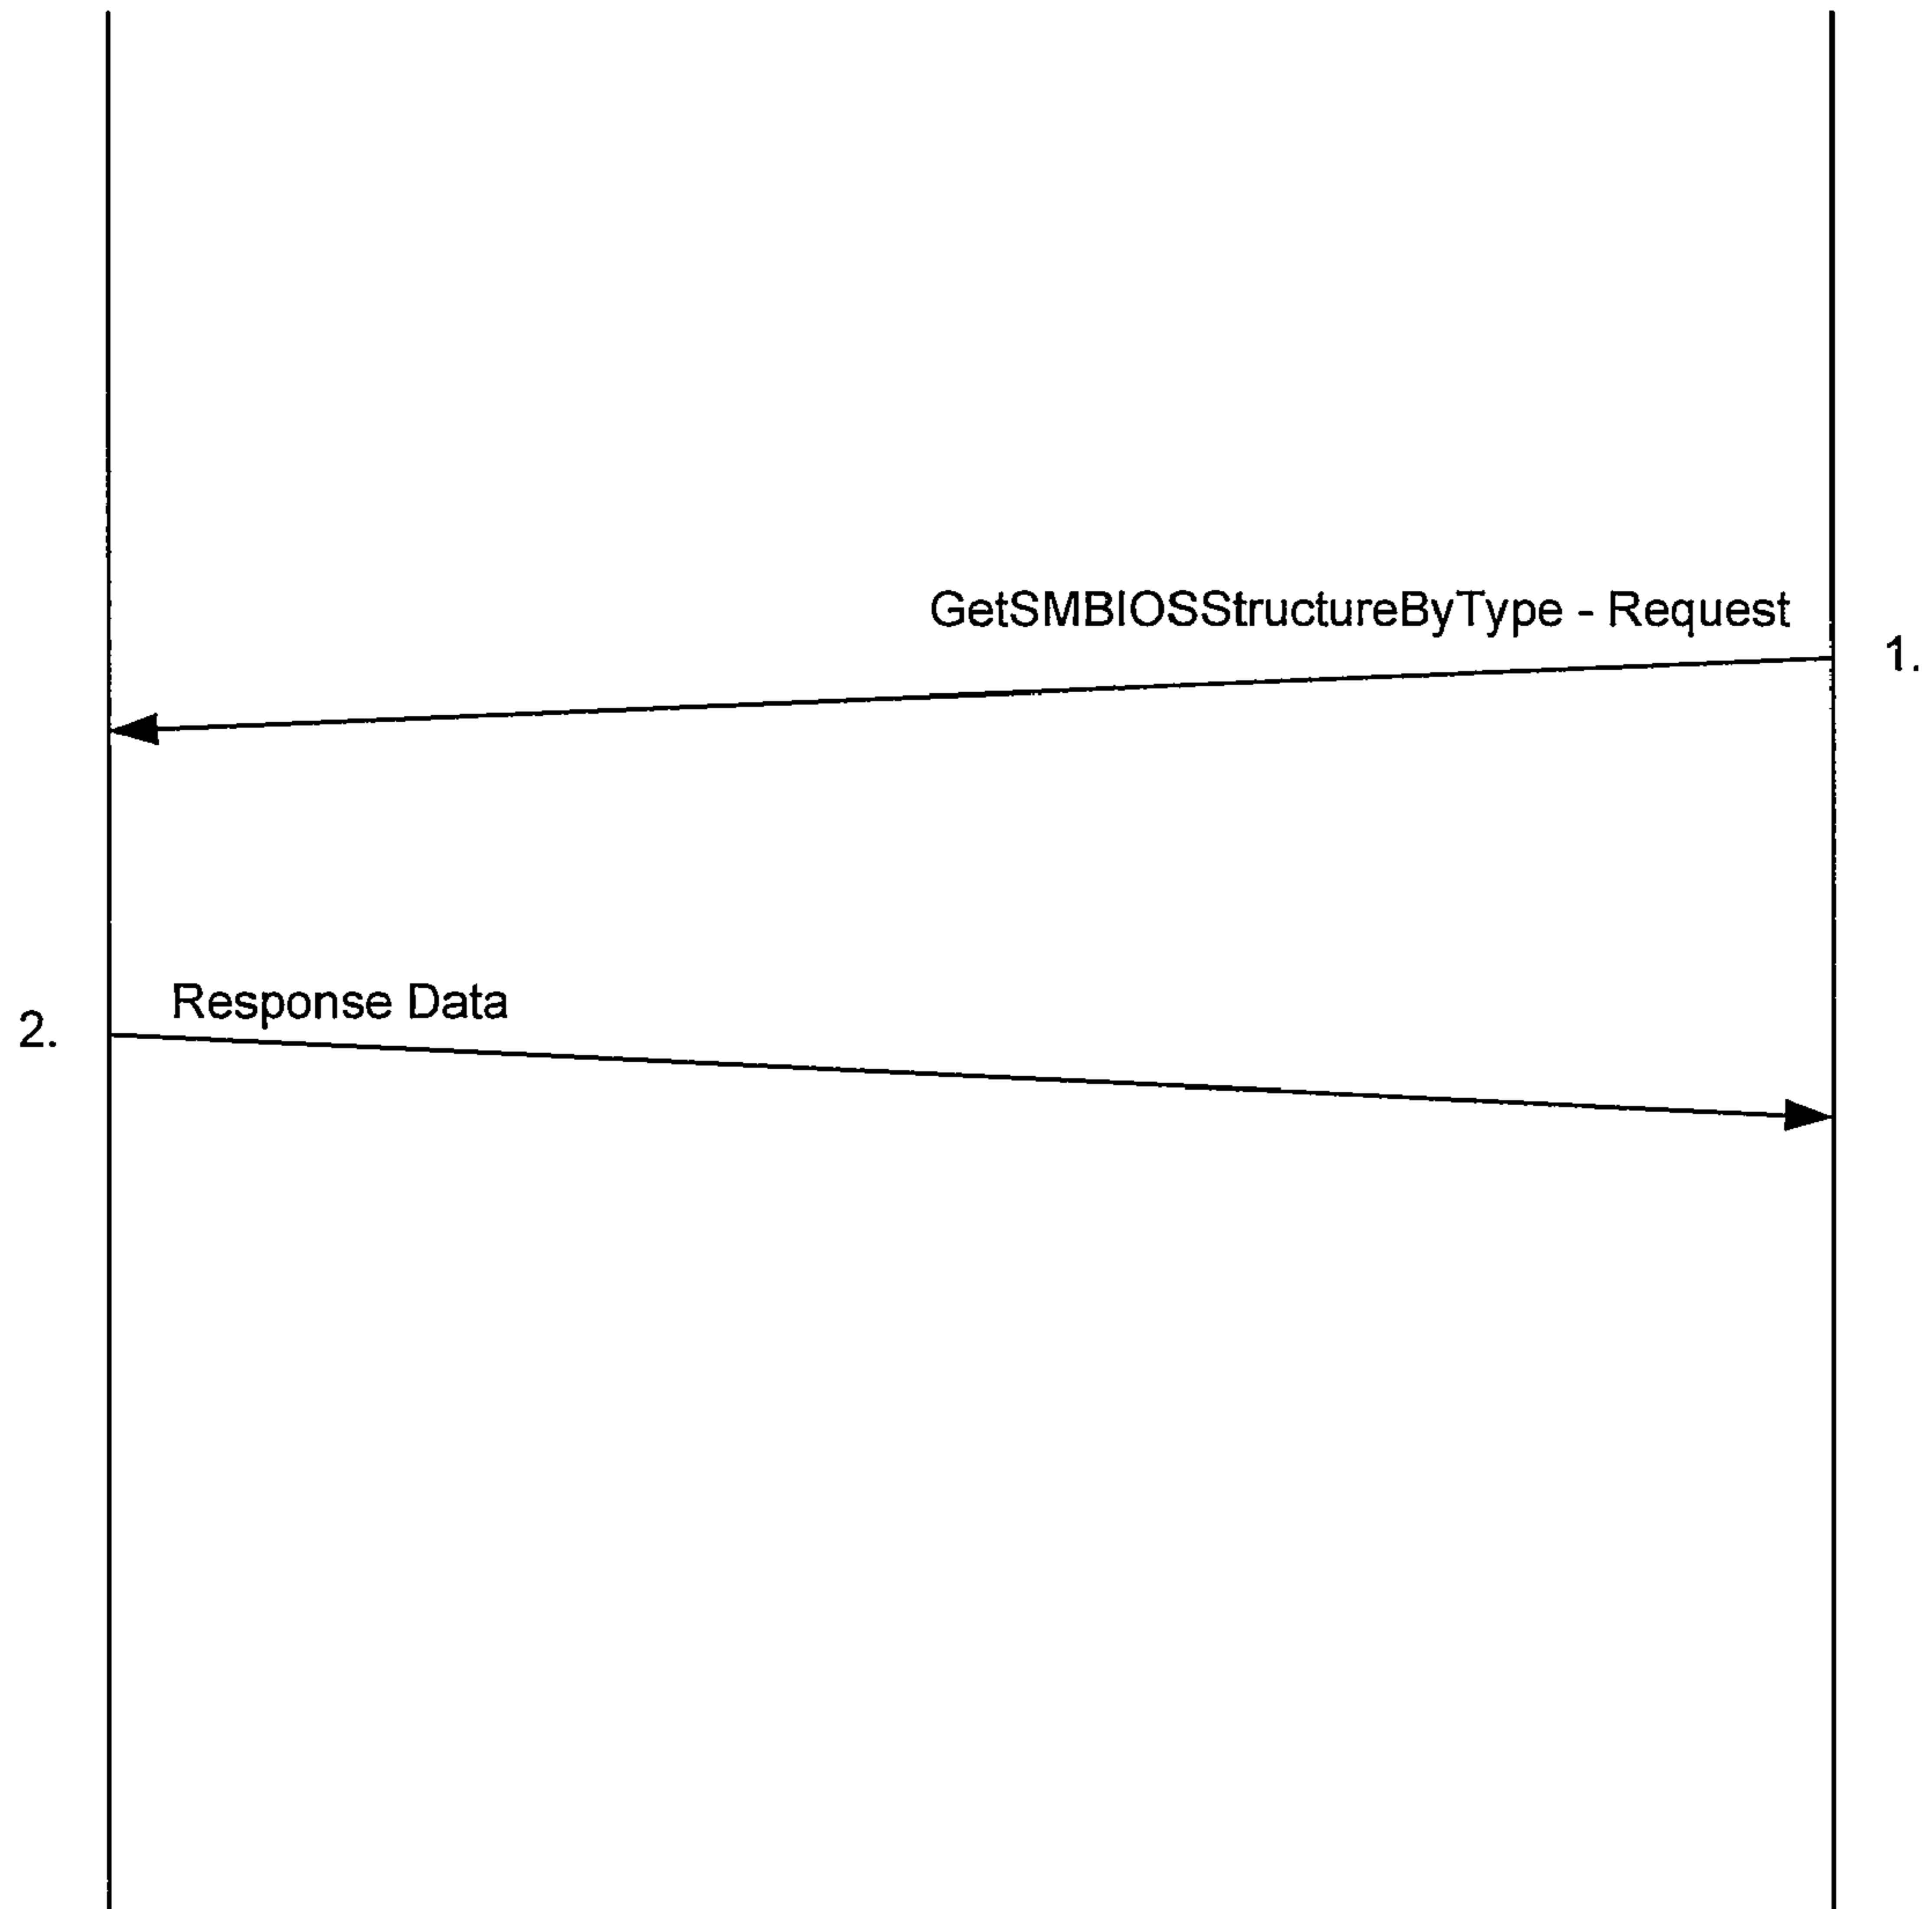 GetSMBIOSStructureByType - Request
1.
Response Data
2.